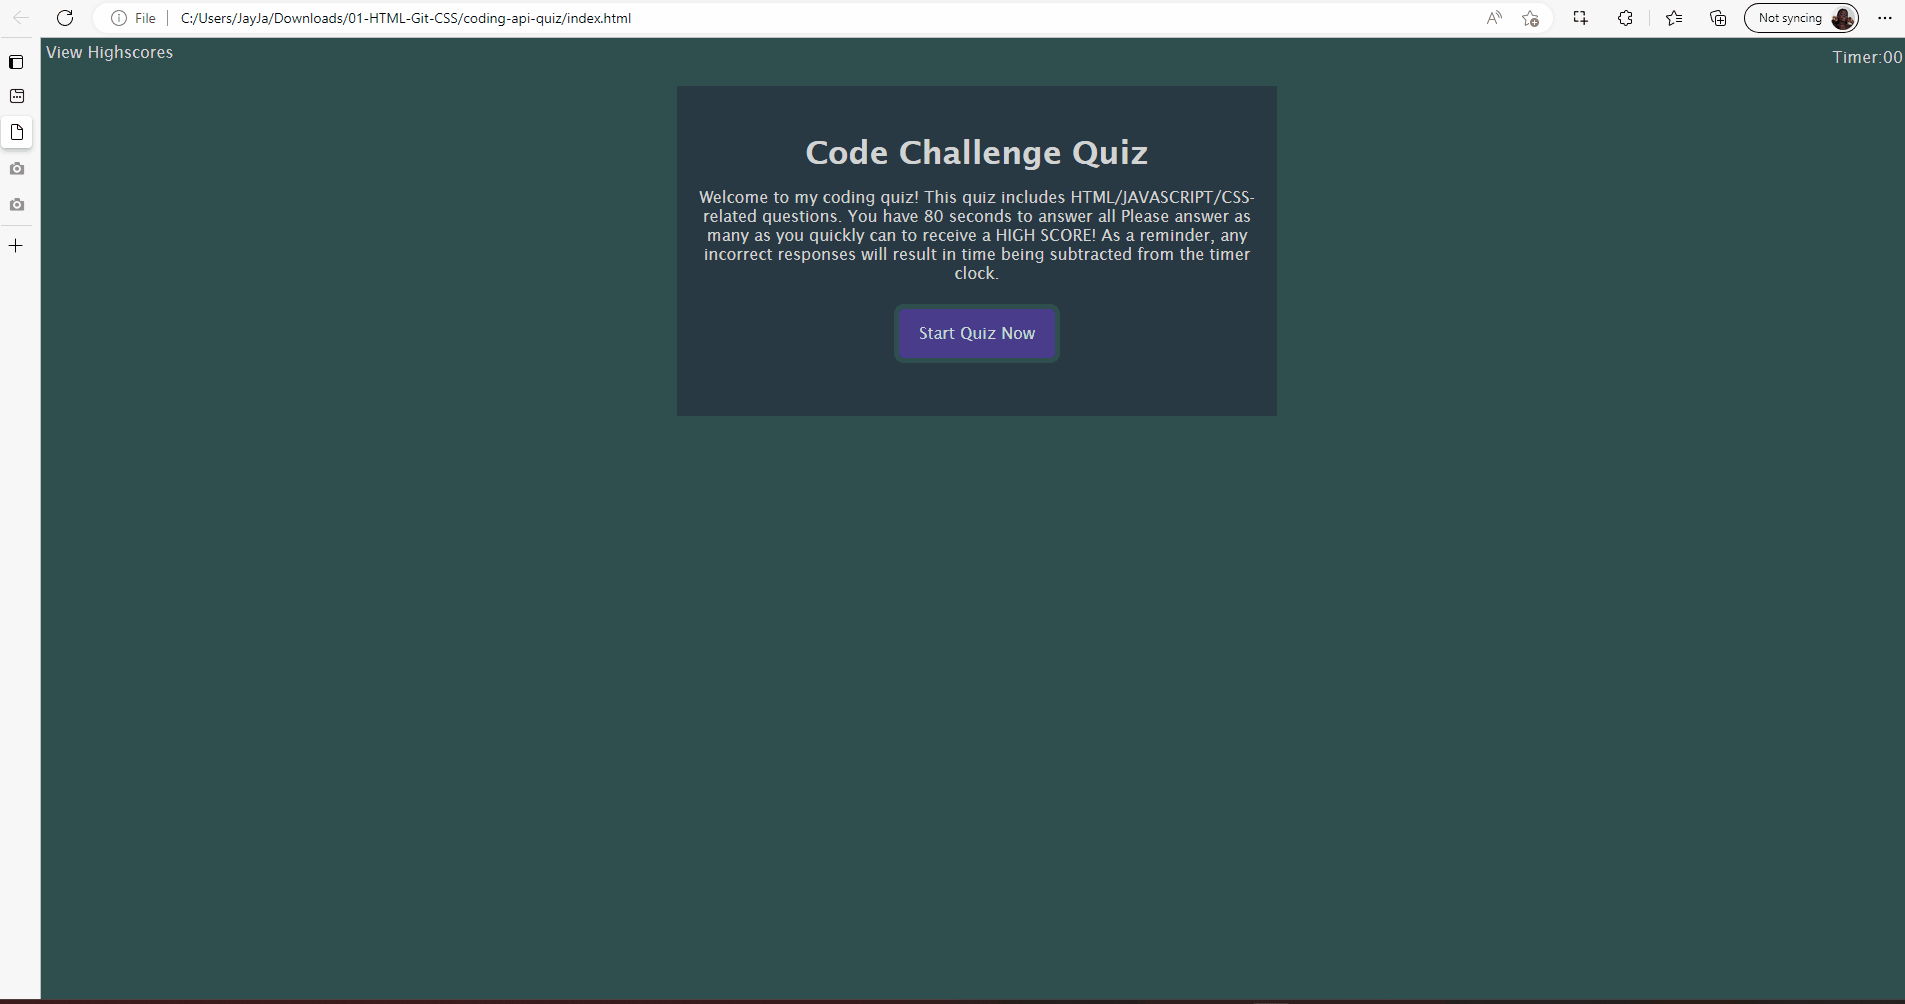 File
C:/Users/JayJa/Downloads/01-HTML-Git-CSS/coding-api-quiz/index.html
Not syncing
View Highscores
Timer:00
Code Challenge Quiz
Welcome to my coding quiz! This quiz includes HTML/JAVASCRIPT/CSS-
related questions. You have 80 seconds to answer all Please answer as
many as you quickly can to receive a HIGH SCORE! As a reminder, any
incorrect responses will result in time being subtracted from the timer
clock.
Start Quiz Now